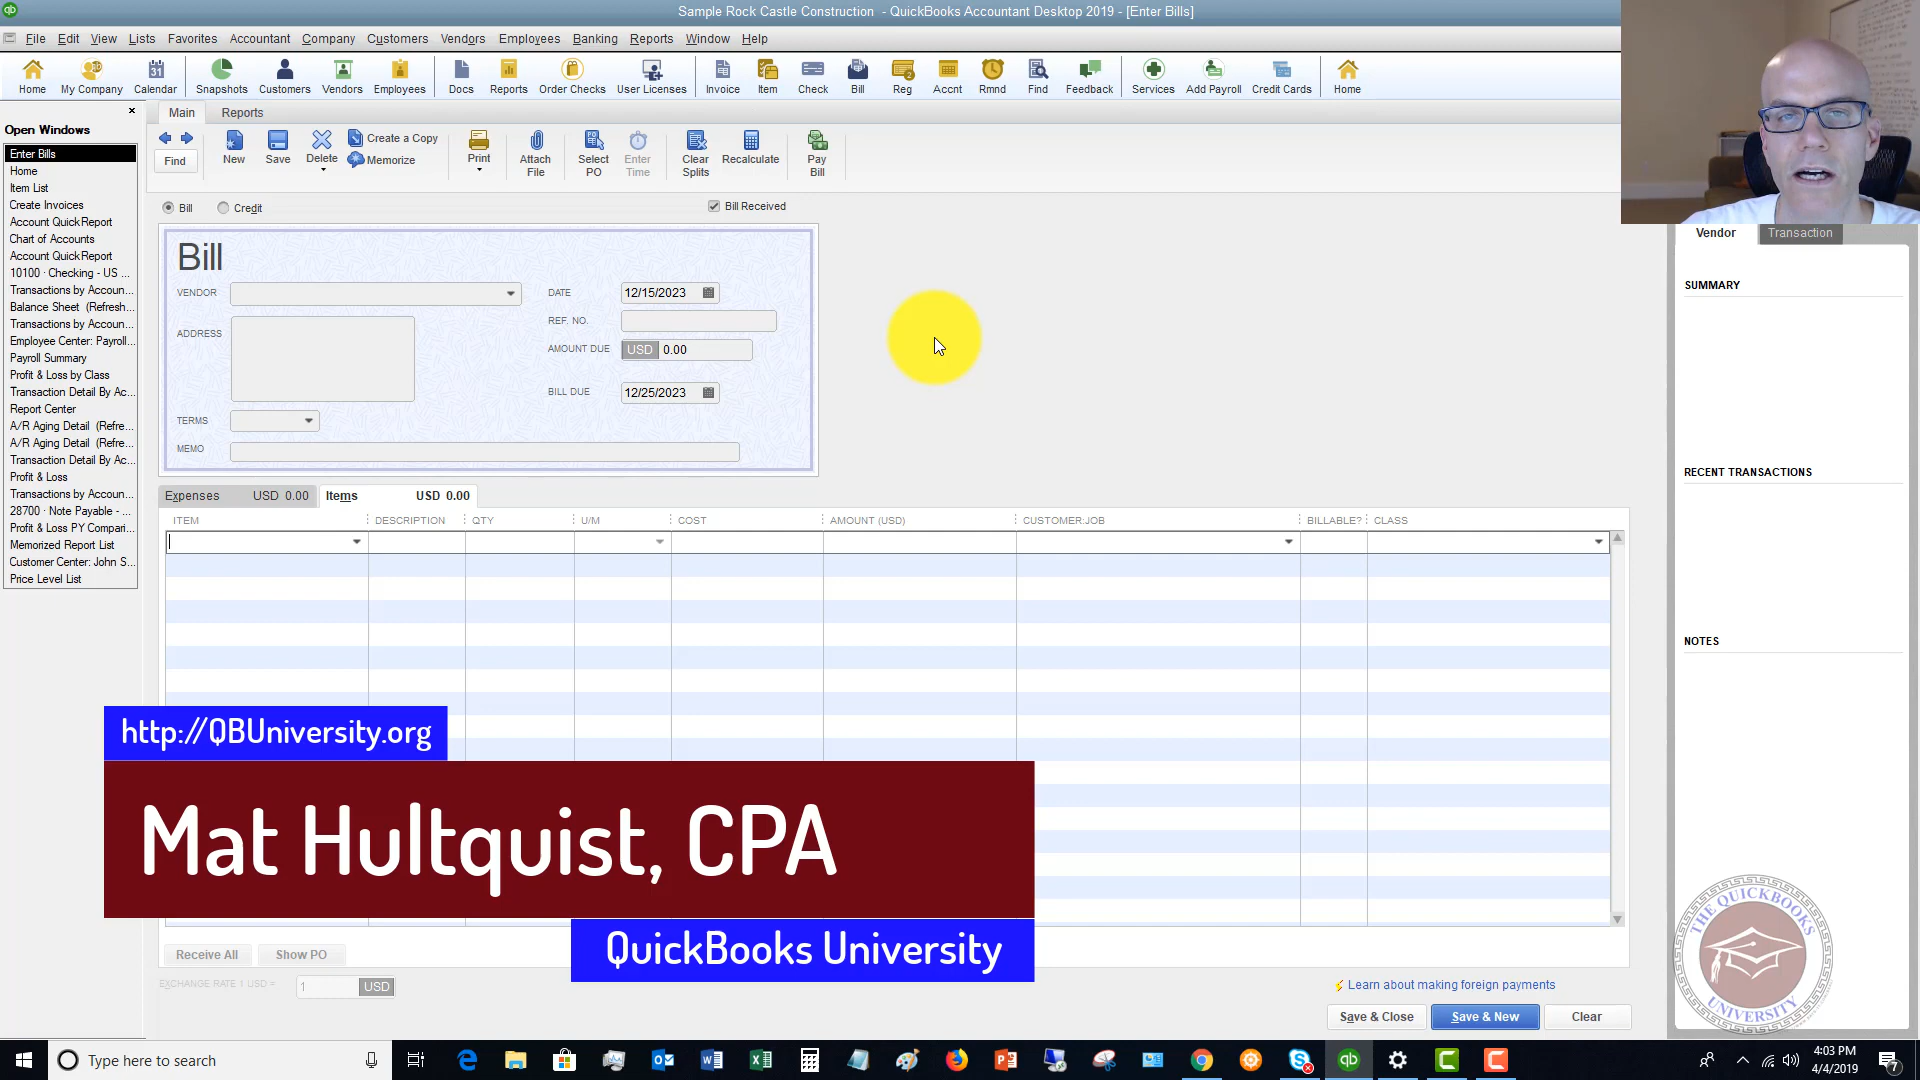 Sample Rock Castle Construction - QuickBooks Accountant Desktop 2019 - [Enter Bills]
File Edit View Lists Favorites Accountant Company Customers Vendors Employees Banking Reports Window Help
Home My Company Calendar Snapshots Customers Vendors Employees Docs Reports Order Checks User Licenses Invoice Item Check Bill Reg Accnt Rmnd Find Feedback Services Add Payroll Credit Cards Home
Open Windows
Enter Bills
Home
Item List
Create Invoices
Account QuickReport
Chart of Accounts
Account QuickReport
10100 · Checking - US ...
Transactions by Accoun...
Balance Sheet (Refresh...
Transactions by Accoun...
Employee Center: Payroll...
Payroll Summary
Profit & Loss by Class
Transaction Detail By Ac...
Report Center
A/R Aging Detail (Refre...
A/R Aging Detail (Refre...
Transaction Detail By Ac...
Profit & Loss
Transactions by Accoun...
28700 · Note Payable - ...
Profit & Loss PY Compari...
Memorized Report List
Customer Center: John S...
Price Level List
Main Reports
Find
New
Save
Delete
Create a Copy
Memorize
Print
Attach File
Select PO
Enter Time
Clear Splits
Recalculate
Pay Bill
Bill Credit
Bill Received
Bill
VENDOR
ADDRESS
TERMS
MEMO
DATE 12/15/2023
REF. NO.
AMOUNT DUE USD 0.00
BILL DUE 12/25/2023
Expenses USD 0.00 Items USD 0.00
ITEM DESCRIPTION QTY U/M COST AMOUNT (USD) CUSTOMER:JOB BILLABLE? CLASS
Vendor Transaction
SUMMARY
RECENT TRANSACTIONS
NOTES
http://QBUniversity.org
Mat Hultquist, CPA
QuickBooks University
Receive All Show PO
EXCHANGE RATE 1 USD = 1 USD
Learn about making foreign payments
Save & Close Save & New Clear
THE QUICKBOOKS UNIVERSITY
Type here to search
4:03 PM
4/4/2019
7